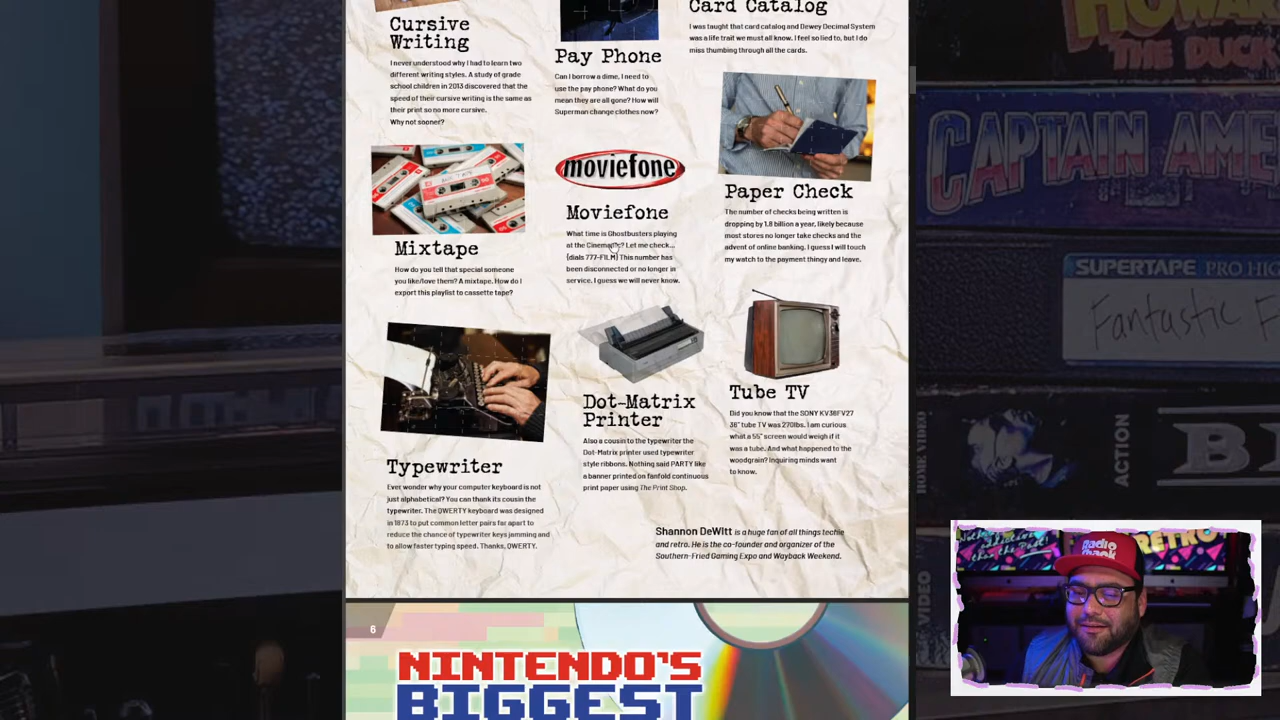 Cursive
Writing
I never understood why I had to learn two
different writing styles. A study of grade
school children in 2013 discovered that the
speed of their cursive writing is the same as
their print so no more cursive.
Why not sooner?
Pay Phone
Can I borrow a dime, I need to
use the pay phone? What do you
mean they are all gone? How will
Superman change clothes now?
Card Catalog
I was taught that card catalog and Dewey Decimal System
was a life trait we must all know. I feel so lied to, but I do
miss thumbing through all the cards.
Mixtape
How do you tell that special someone
you like/love them? A mixtape. How do I
export this playlist to cassette tape?
moviefone
Moviefone
What time is Ghostbusters playing
at the Cinematic? Let me check...
(dials 777-FILM) This number has
been disconnected or no longer in
service. I guess we will never know.
Paper Check
The number of checks being written is
dropping by 1.8 billion a year, likely because
most stores no longer take checks and the
advent of online banking. I guess I will touch
my watch to the payment thingy and leave.
Typewriter
Ever wonder why your computer keyboard is not
just alphabetical? You can thank its cousin the
typewriter. The QWERTY keyboard was designed
in 1873 to put common letter pairs far apart to
reduce the chance of typewriter keys jamming and
to allow faster typing speed. Thanks, QWERTY.
Dot-Matrix
Printer
Also a cousin to the typewriter the
Dot-Matrix printer used typewriter
style ribbons. Nothing said PARTY like
a banner printed on fanfold continuous
print paper using The Print Shop.
Tube TV
Did you know that the SONY KV36FV27
36" tube TV was 270lbs. I am curious
what a 55" screen would weigh if it
was a tube. And what happened to the
woodgrain? Inquiring minds want
to know.
Shannon DeWitt is a huge fan of all things techie
and retro. He is the co-founder and organizer of the
Southern-Fried Gaming Expo and Wayback Weekend.
6
NINTENDO'S
BIGGEST
CAPTAIN AME
SUPERTAPE PRO HIG
Fantastic F
HOME VIDEO
ACTION
radio
shack
RETRO